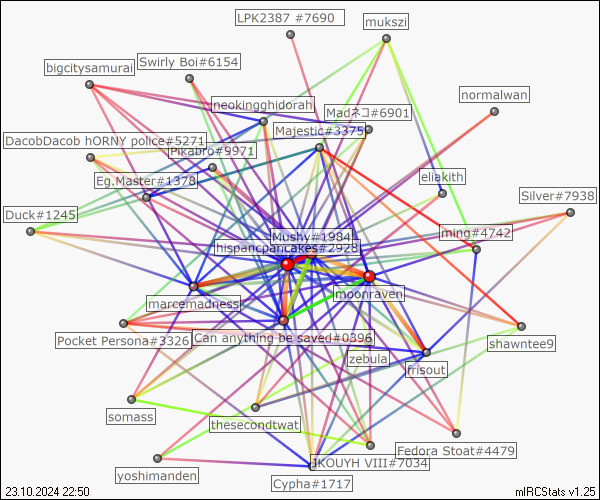 LPK2387 #7690
mukszi
Swirly Boi#6154
bigcitysamurai
normalwan
neokingghidorah
Madネコ#6901
Majestic#3375
DacobDacob hORNY police#5271
Pikabro#9971
Eg.Master#1378
eliakith
Silver#7938
Duck#1245
Mushy#1984
ming#4742
hispancpancakes#2928
marcemadness
moonraven
Pocket Persona#3326
Can anything be saved#0396
shawntee9
zebula
frisout
somass
thesecondtwat
Fedora Stoat#4479
JKOUYH VIII#7034
yoshimanden
Cypha#1717
23.10.2024 22:50
mIRCStats v1.25